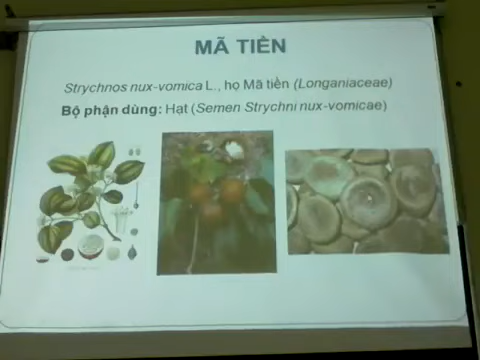 MÃ TIỀN
Strychnos nux-vomica L., họ Mã tiền (Longaniaceae)
Bộ phận dùng: Hạt (Semen Strychni nux-vomicae)